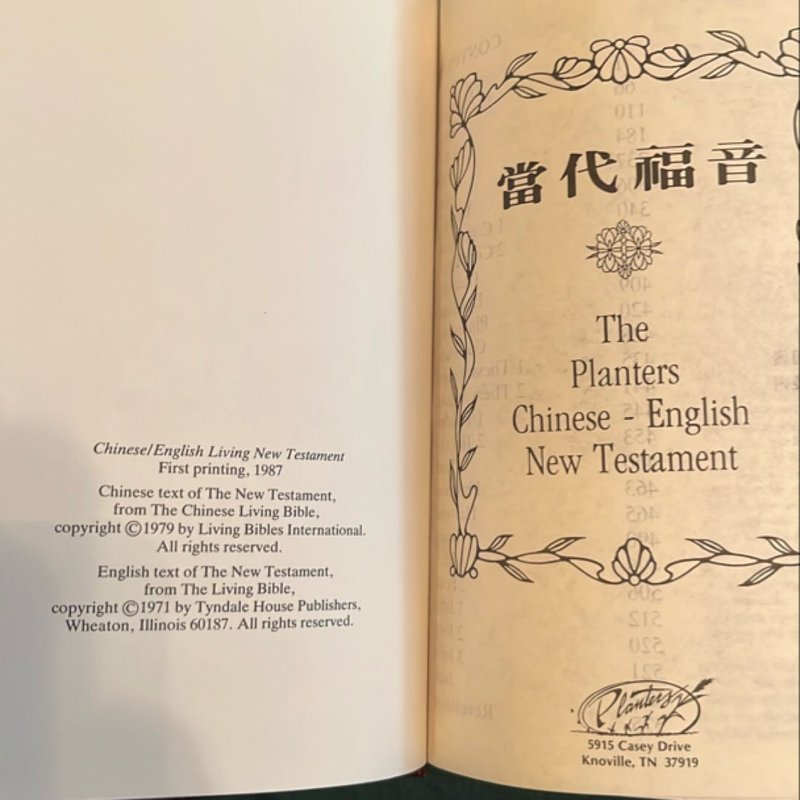 Chinese/English Living New Testament
First printing, 1987
Chinese text of The New Testament,
from The Chinese Living Bible,
copyright ©1979 by Living Bibles International.
All rights reserved.
English text of The New Testament,
from The Living Bible,
copyright ©1971 by Tyndale House Publishers,
Wheaton, Illinois 60187. All rights reserved.
當代福音
The
Planters
Chinese - English
New Testament
Planters
5915 Casey Drive
Knoville, TN 37919